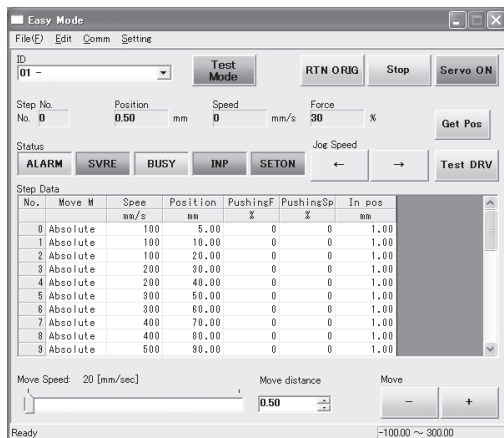 Easy Mode
File(F) Edit Comm Setting
ID
01 -
Test Mode
RTN ORIG
Stop
Servo ON
Step No. Position Speed Force
No. 0 0.50 mm 0 mm/s 30 %
Get Pos
Status Jog Speed
ALARM SVRE BUSY INP SETON ← → Test DRV
Step Data
No. Move M Spee Position PushingF PushingSp In pos
mm/s mm % % mm
0 Absolute 100 5.00 0 0 1.00
1 Absolute 100 10.00 0 0 1.00
2 Absolute 100 20.00 0 0 1.00
3 Absolute 200 30.00 0 0 1.00
4 Absolute 200 40.00 0 0 1.00
5 Absolute 300 50.00 0 0 1.00
6 Absolute 300 60.00 0 0 1.00
7 Absolute 400 70.00 0 0 1.00
8 Absolute 400 80.00 0 0 1.00
9 Absolute 500 90.00 0 0 1.00
Move Speed: 20 [mm/sec] Move distance Move
0.50 - +
Ready -100.00 ~ 300.00